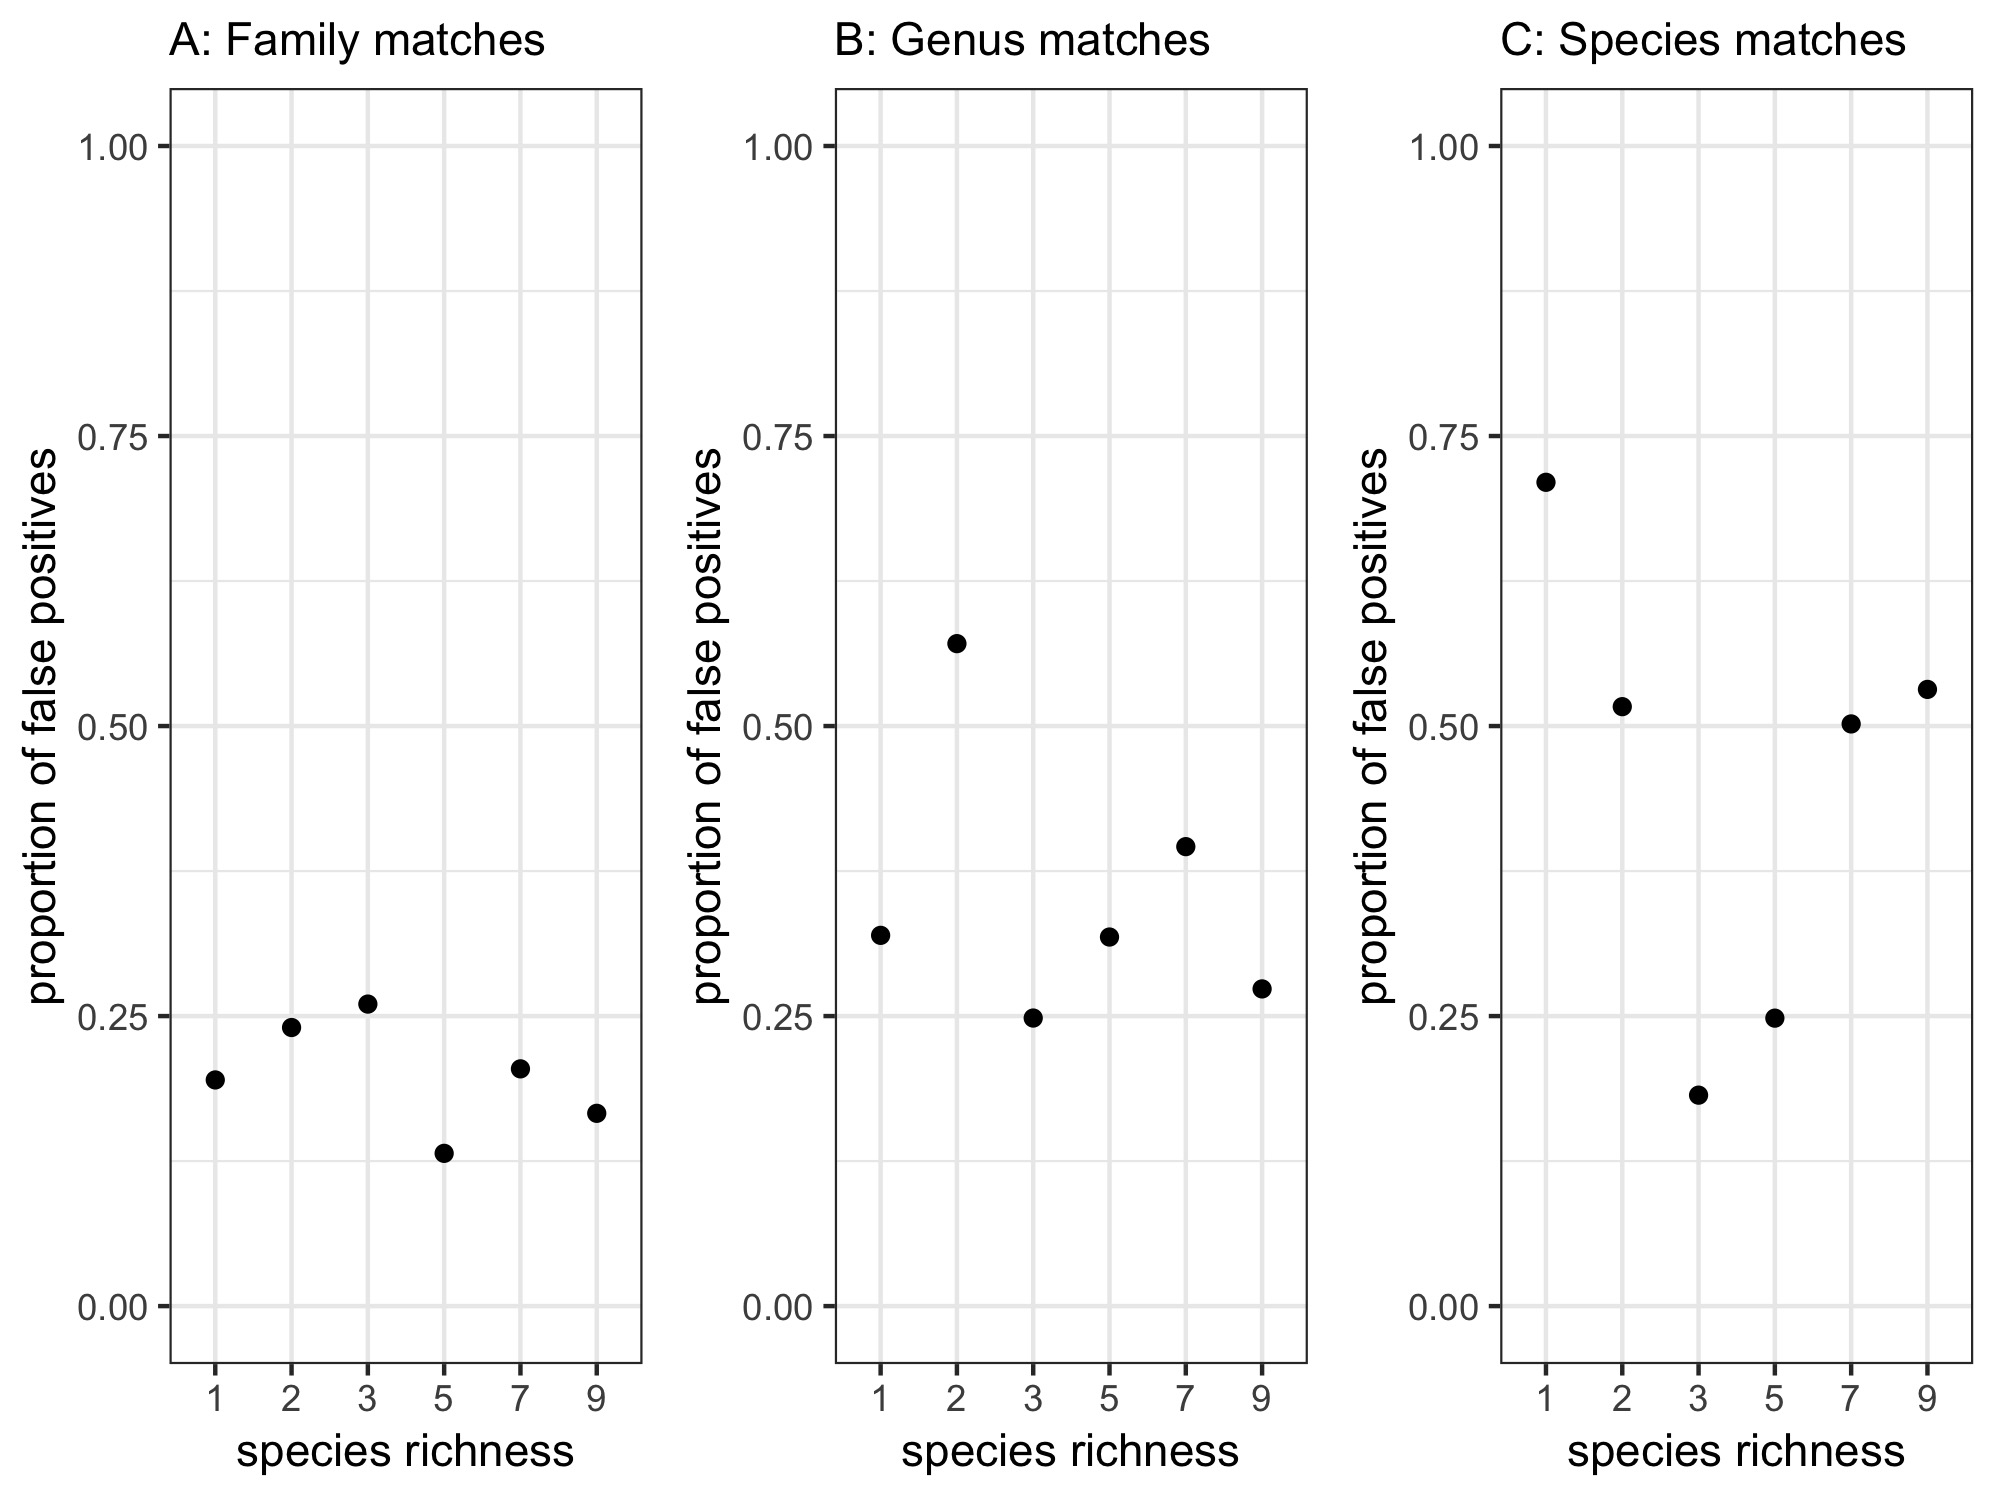 A: Family matches
1.00
0.75
0.50
0.25
0.00
proportion of false positives
1 2 3 5 7 9
species richness
B: Genus matches
1.00
0.75
0.50
0.25
0.00
proportion of false positives
1 2 3 5 7 9
species richness
C: Species matches
1.00
0.75
0.50
0.25
0.00
proportion of false positives
1 2 3 5 7 9
species richness